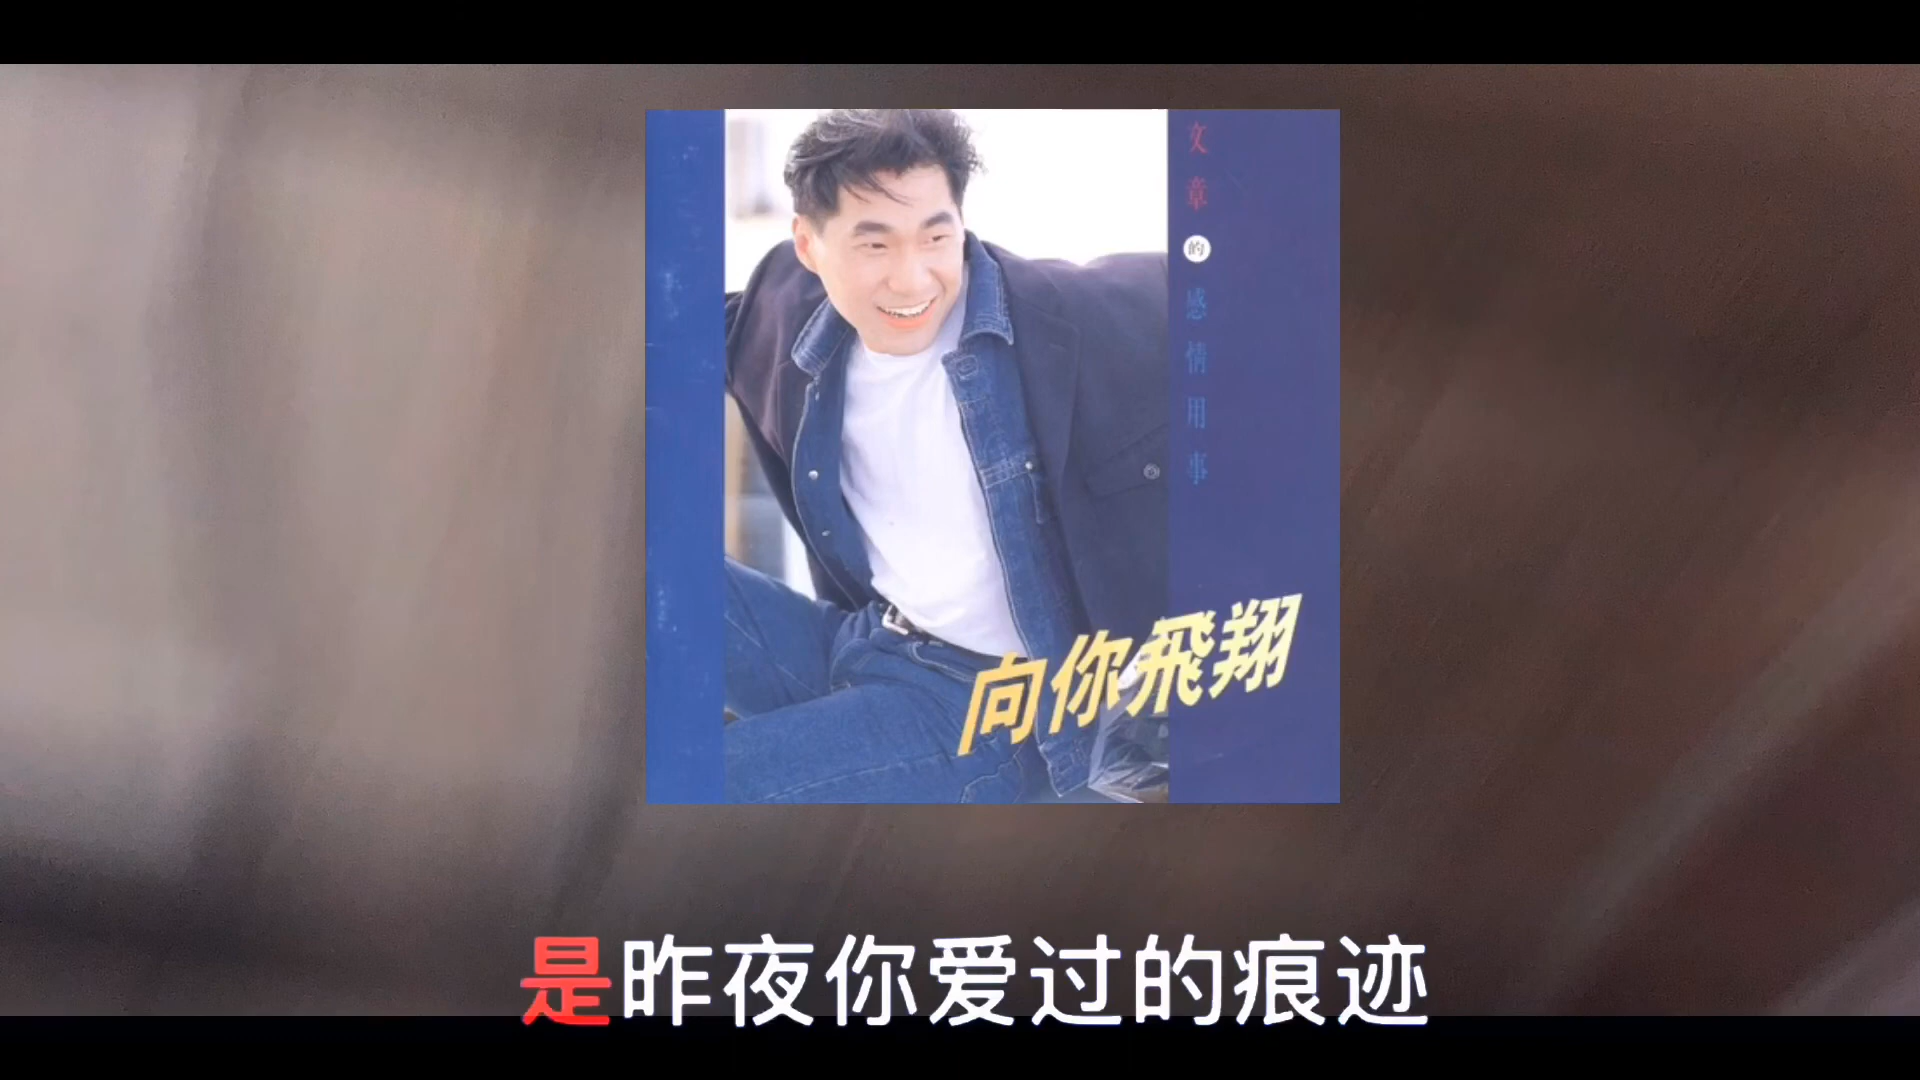 文章的感情用事
向你飛翔
是昨夜你爱过的痕迹